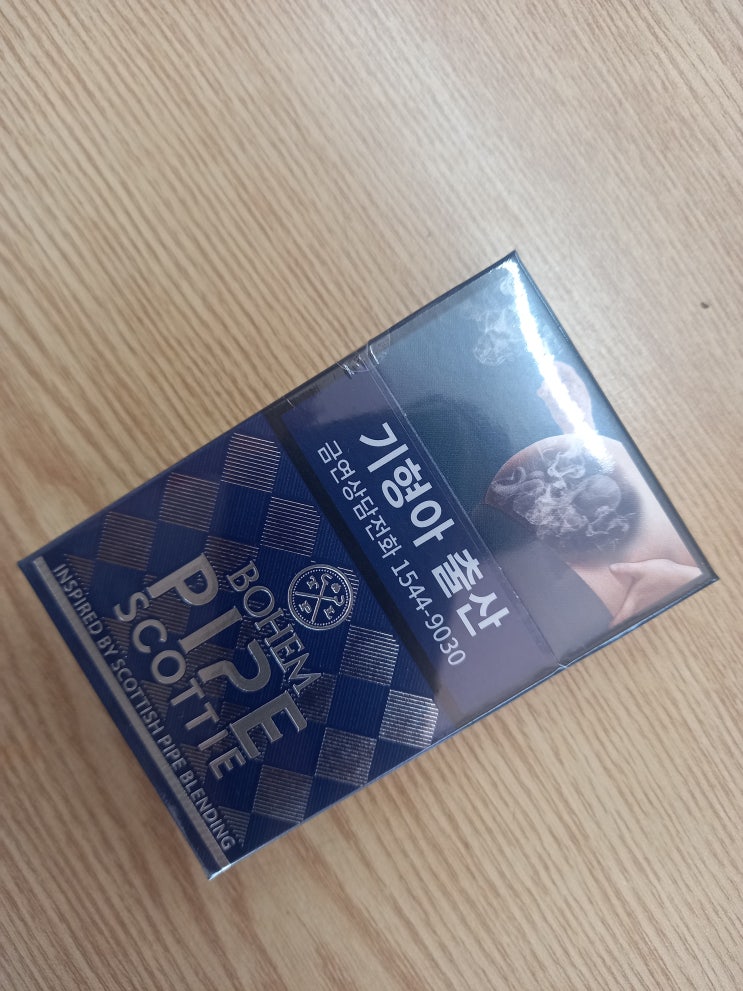 기형아 출산
금연상담전화 1544-9030
BOHEM
PIPE
SCOTTIE
INSPIRED BY SCOTTISH PIPE BLENDING